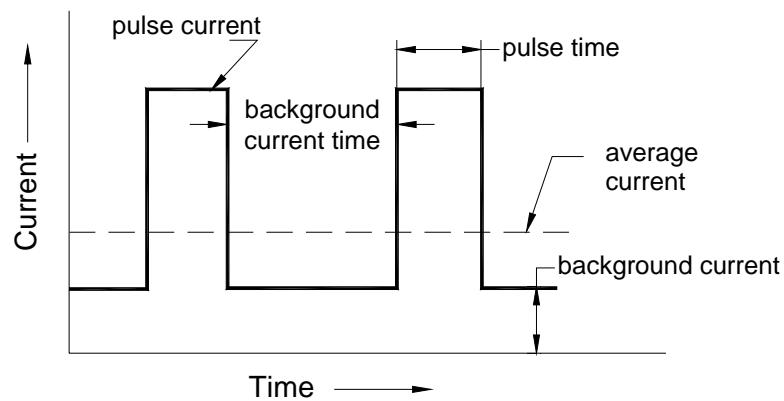 pulse current
pulse time
background
current time
average
current
background current
Current
Time